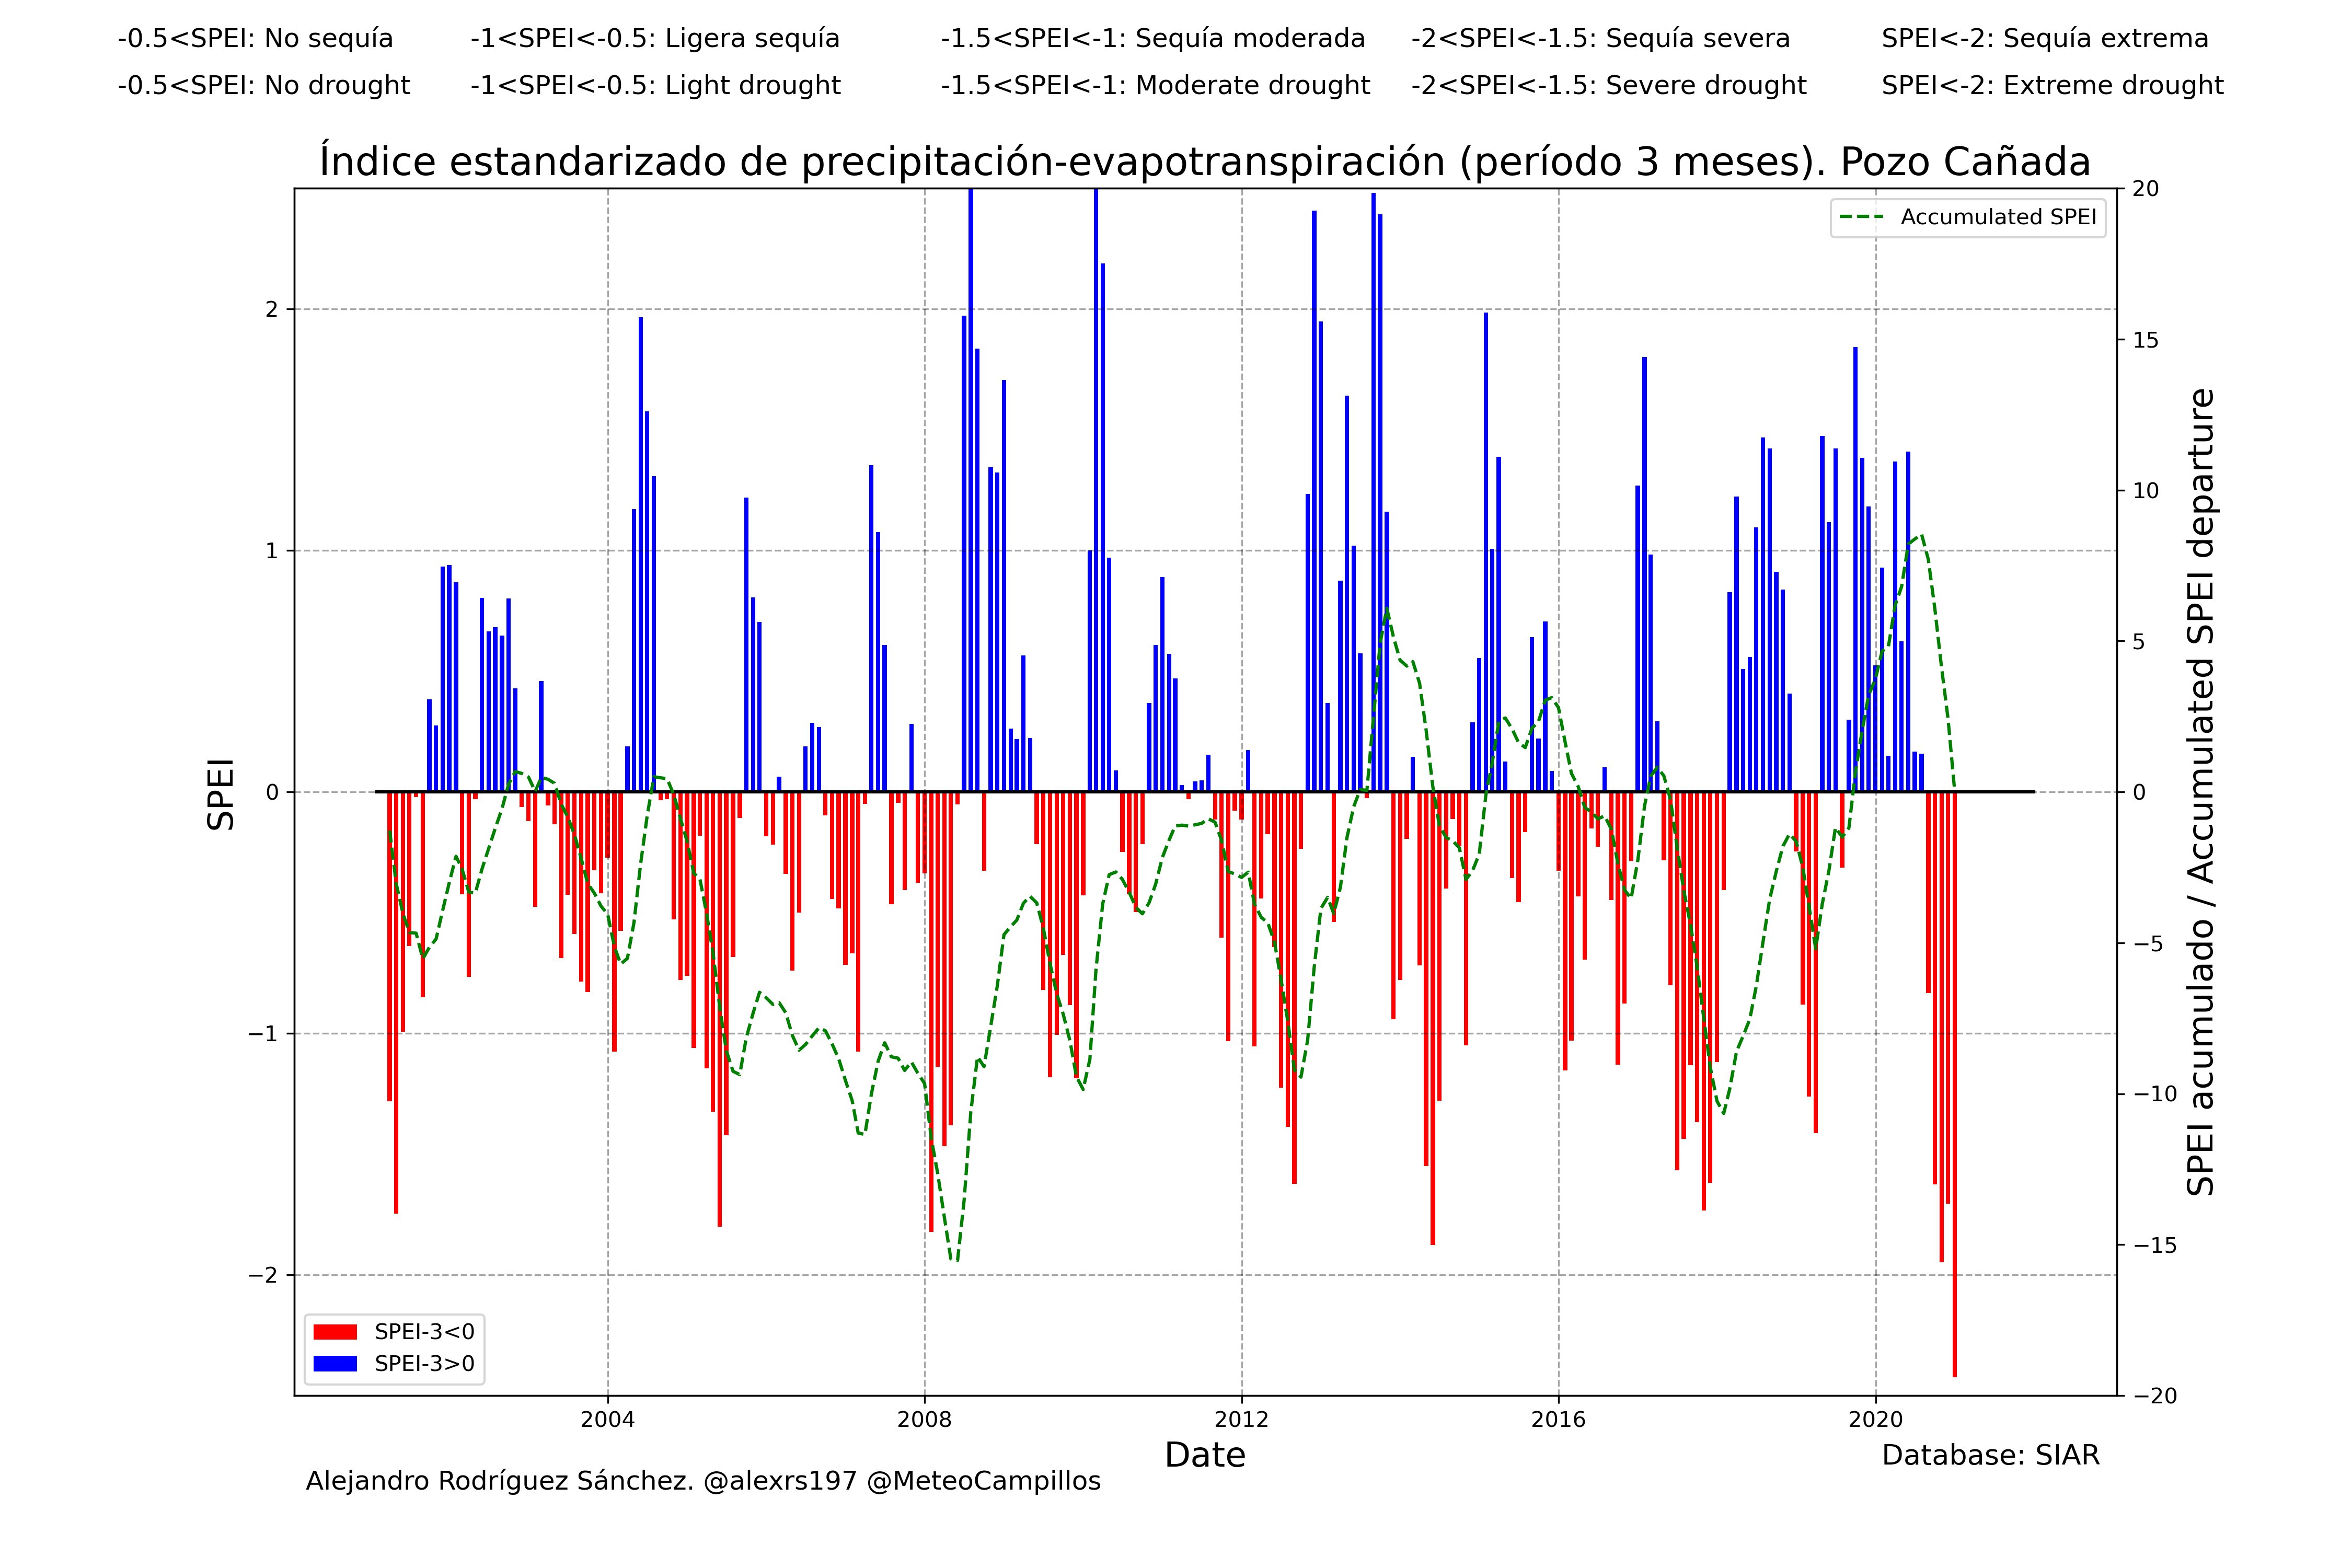 -0.5<SPEI: No sequía -1<SPEI<-0.5: Ligera sequía -1.5<SPEI<-1: Sequía moderada -2<SPEI<-1.5: Sequía severa SPEI<-2: Sequía extrema
-0.5<SPEI: No drought -1<SPEI<-0.5: Light drought -1.5<SPEI<-1: Moderate drought -2<SPEI<-1.5: Severe drought SPEI<-2: Extreme drought
Índice estandarizado de precipitación-evapotranspiración (período 3 meses). Pozo Cañada
Accumulated SPEI
SPEI
2
1
0
−1
−2
20
15
10
5
0
−5
−10
−15
−20
SPEI acumulado / Accumulated SPEI departure
SPEI-3<0
SPEI-3>0
2004 2008 2012 2016 2020
Date
Database: SIAR
Alejandro Rodríguez Sánchez. @alexrs197 @MeteoCampillos